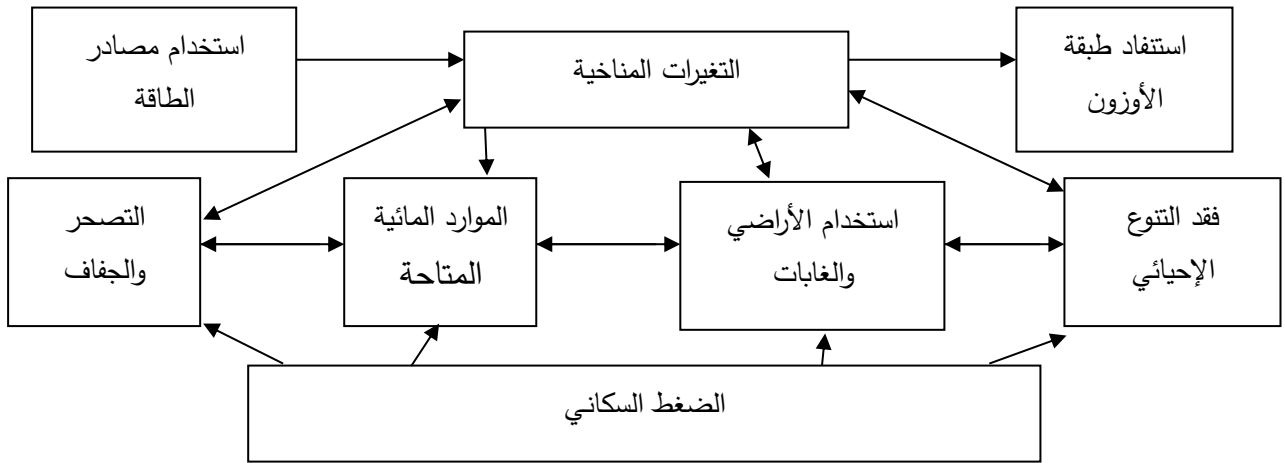 استنفاد طبقة
الأوزون
التغيرات المناخية
استخدام مصادر
الطاقة
فقد التنوع
الإحيائي
استخدام الأراضي
والغابات
الموارد المائية
المتاحة
التصحر
والجفاف
الضغط السكاني